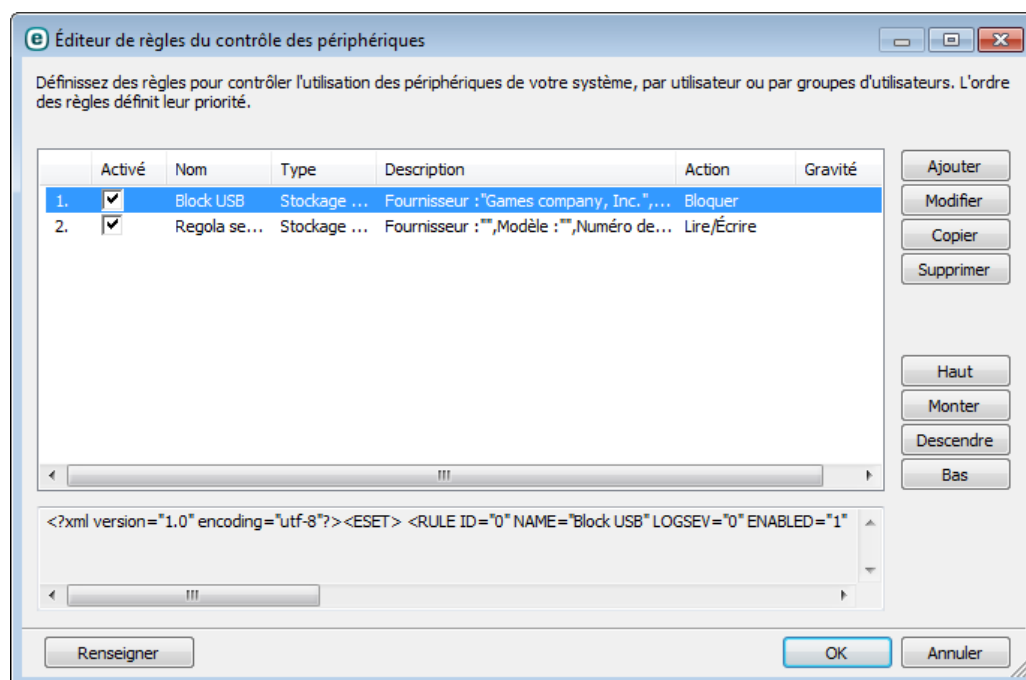 Éditeur de règles du contrôle des périphériques
Définissez des règles pour contrôler l'utilisation des périphériques de votre système, par utilisateur ou par groupes d'utilisateurs. L'ordre
des règles définit leur priorité.
Activé Nom Type Description Action Gravité
1. Block USB Stockage ... Fournisseur :"Games company, Inc.",... Bloquer
2. Regola se... Stockage ... Fournisseur :"",Modèle :"",Numéro de... Lire/Écrire
Ajouter
Modifier
Copier
Supprimer
Haut
Monter
Descendre
Bas
<?xml version="1.0" encoding="utf-8"?><ESET> <RULE ID="0" NAME="Block USB" LOGSEV="0" ENABLED="1"
Renseigner OK Annuler